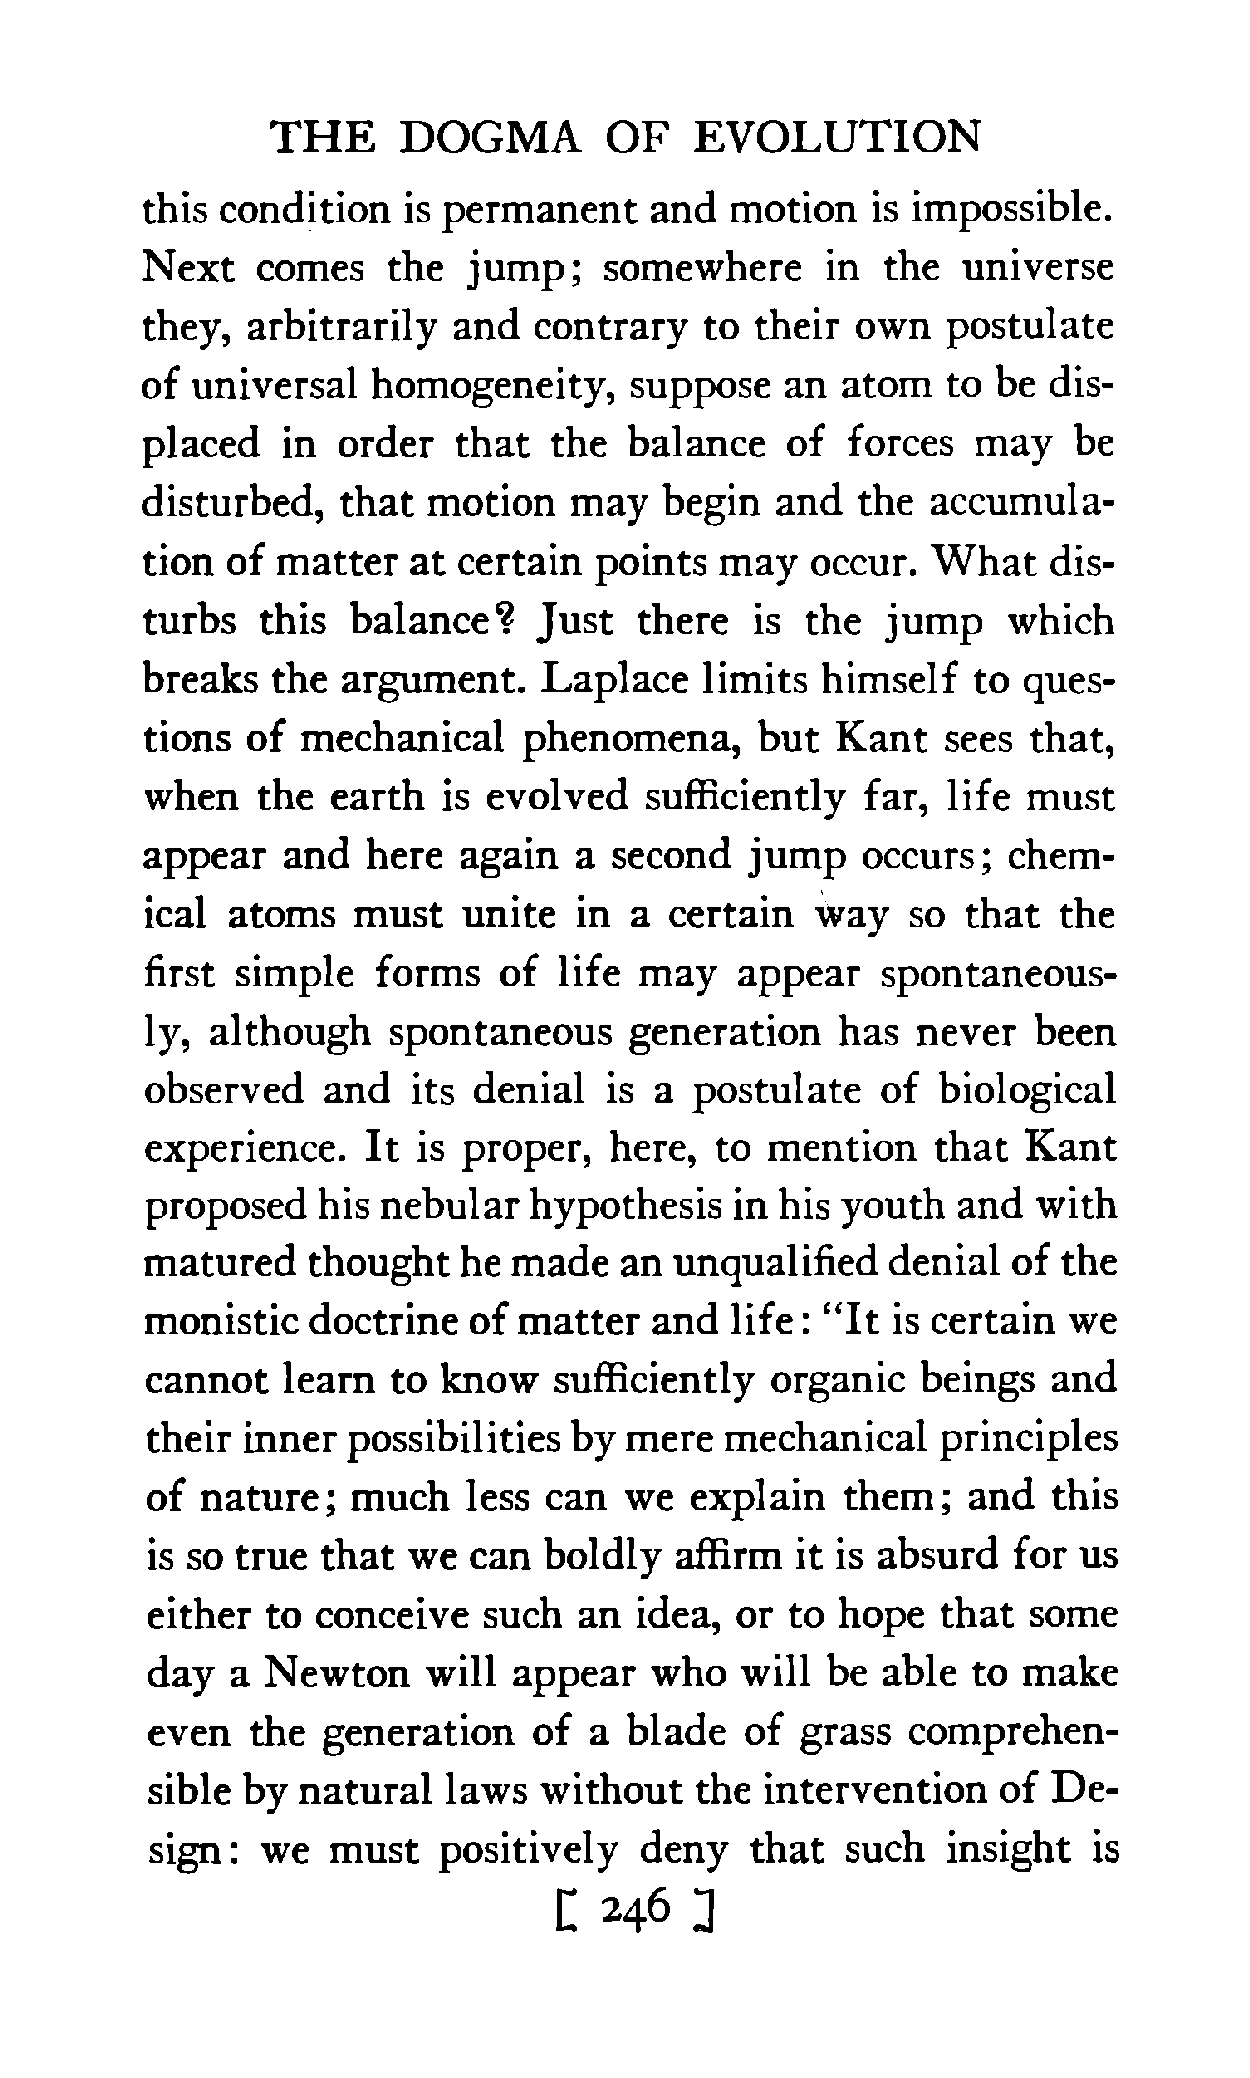 THE DOGMA OF EVOLUTION
this condition is permanent and motion is impossible.
Next comes the jump; somewhere in the universe
they, arbitrarily and contrary to their own postulate
of universal homogeneity, suppose an atom to be dis-
placed in order that the balance of forces may be
disturbed, that motion may begin and the accumula-
tion of matter at certain points may occur. What dis-
turbs this balance? Just there is the jump which
breaks the argument. Laplace limits himself to ques-
tions of mechanical phenomena, but Kant sees that,
when the earth is evolved sufficiently far, life must
appear and here again a second jump occurs; chem-
ical atoms must unite in a certain way so that the
first simple forms of life may appear spontaneous-
ly, although spontaneous generation has never been
observed and its denial is a postulate of biological
experience. It is proper, here, to mention that Kant
proposed his nebular hypothesis in his youth and with
matured thought he made an unqualified denial of the
monistic doctrine of matter and life: "It is certain we
cannot learn to know sufficiently organic beings and
their inner possibilities by mere mechanical principles
of nature; much less can we explain them; and this
is so true that we can boldly affirm it is absurd for us
either to conceive such an idea, or to hope that some
day a Newton will appear who will be able to make
even the generation of a blade of grass comprehen-
sible by natural laws without the intervention of De-
sign: we must positively deny that such insight is
[ 246 ]